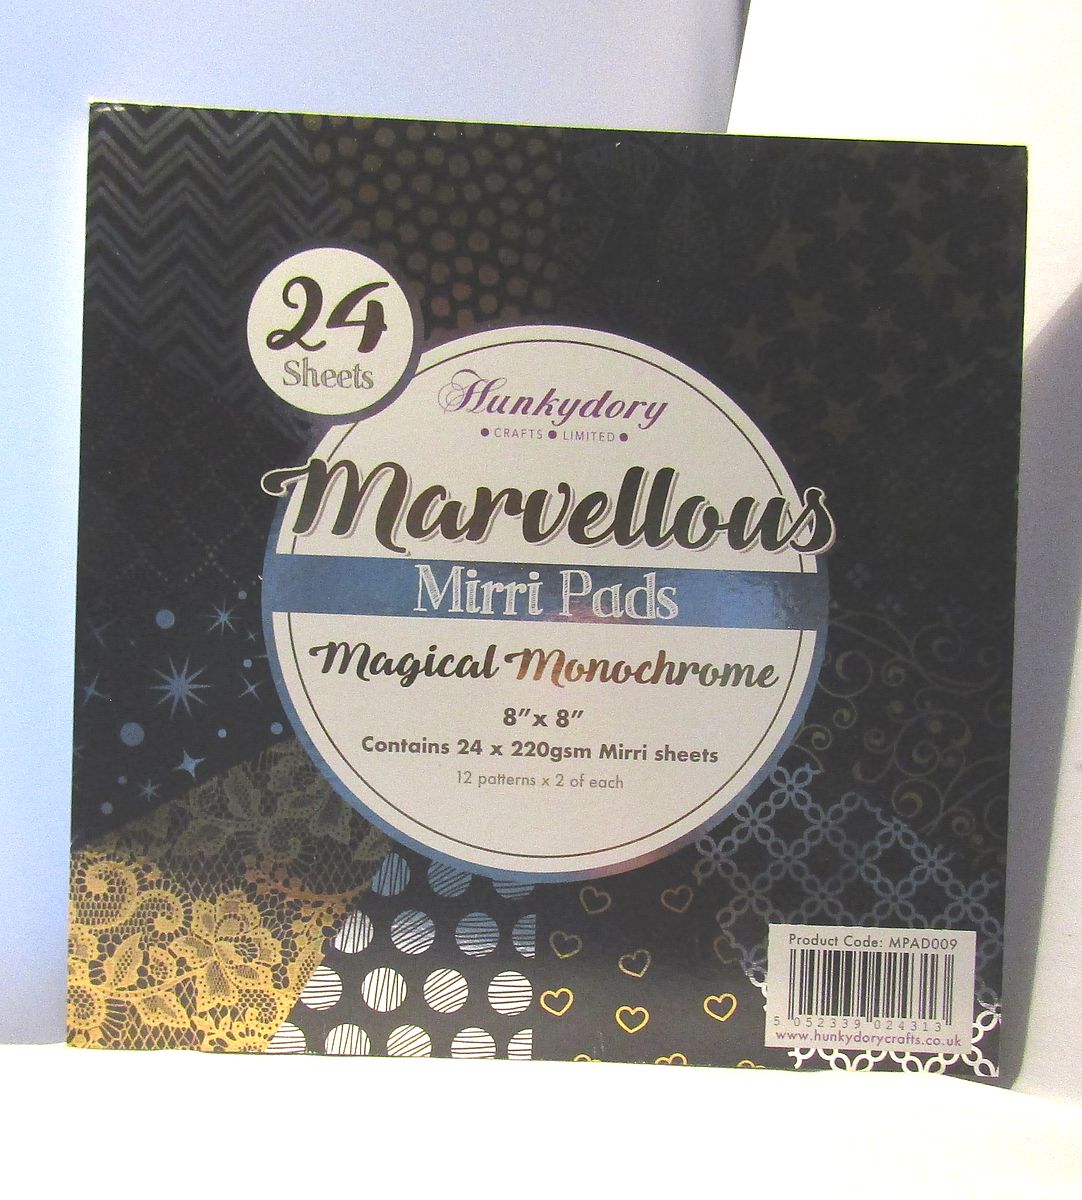 24
Sheets
Hunkydory
CRAFTS LIMITED
Marvellous
Mirri Pads
Magical Monochrome
8” x 8”
Contains 24 x 220gsm Mirri sheets
12 patterns x 2 of each
Product Code: MPAD009
5 052339 024313
www.hunkydorycrafts.co.uk